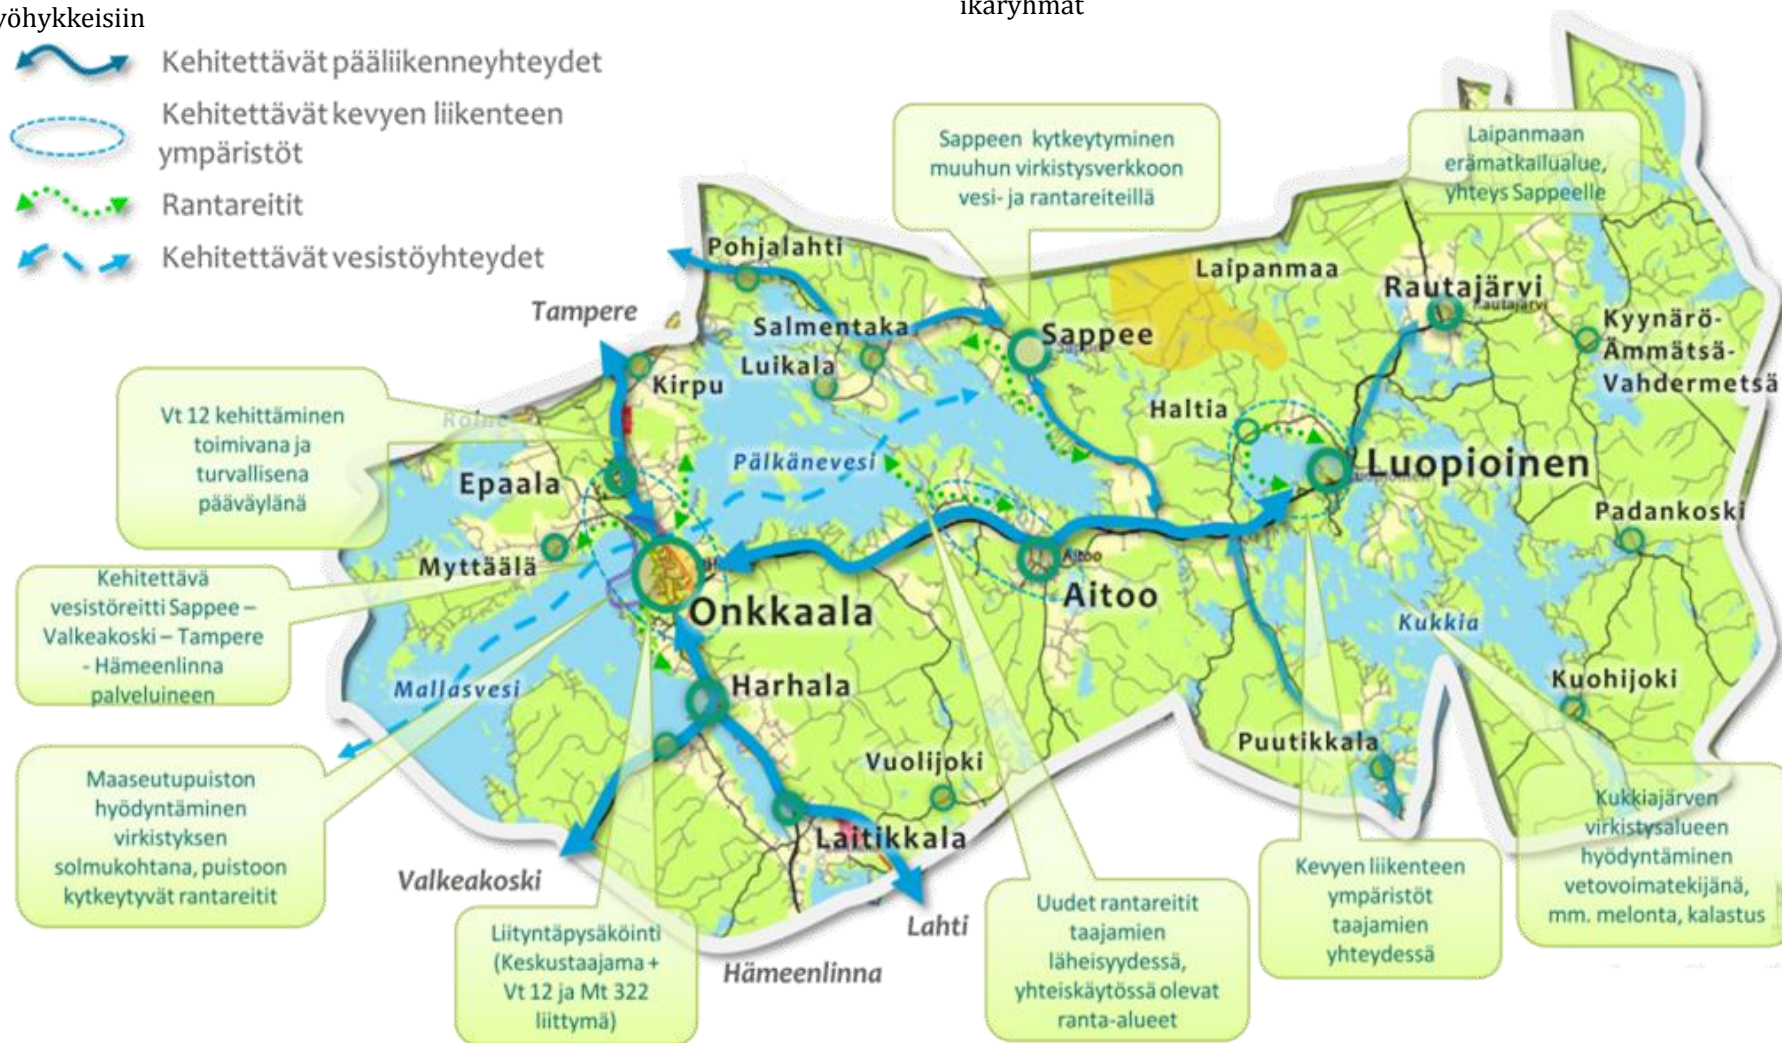 yöhykkeisiin
ikäryhmät
Kehitettävät pääliikenneyhteydet
Kehitettävät kevyen liikenteen
ympäristöt
Rantareitit
Kehitettävät vesistöyhteydet
Sappeen kytkeytyminen
muuhun virkistysverkkoon
vesi- ja rantareiteillä
Laipanmaan
erämatkailualue,
yhteys Sappeelle
Pohjalahti
Laipanmaa
Rautajärvi
Rautajärvi
Tampere
Salmentaka
Sappee
Kyynärö-
Ämmätsä-
Vahdermetsä
Luikala
Kirpu
Haltia
Roine
Vt 12 kehittäminen
toimivana ja
turvallisena
pääväylänä
Pälkänevesi
Luopioinen
Epaala
Padankoski
Myttäälä
Aitoo
Aitoo
Onkkaala
Kukkia
Kehitettävä
vesistöreitti Sappee –
Valkeakoski – Tampere
- Hämeenlinna
palveluineen
Mallasvesi
Harhala
Kuohijoki
Puutikkala
Vuolijoki
Maaseutupuiston
hyödyntäminen
virkistyksen
solmukohtana, puistoon
kytkeytyvät rantareitit
Laitikkala
Kukkiajärven
virkistysalueen
hyödyntäminen
vetovoimatekijänä,
mm. melonta, kalastus
Valkeakoski
Kevyen liikenteen
ympäristöt
taajamien
yhteydessä
Uudet rantareitit
taajamien
läheisyydessä,
yhteiskäytössä olevat
ranta-alueet
Lahti
Liityntäpysäköinti
(Keskustaajama +
Vt 12 ja Mt 322
liittymä)
Hämeenlinna